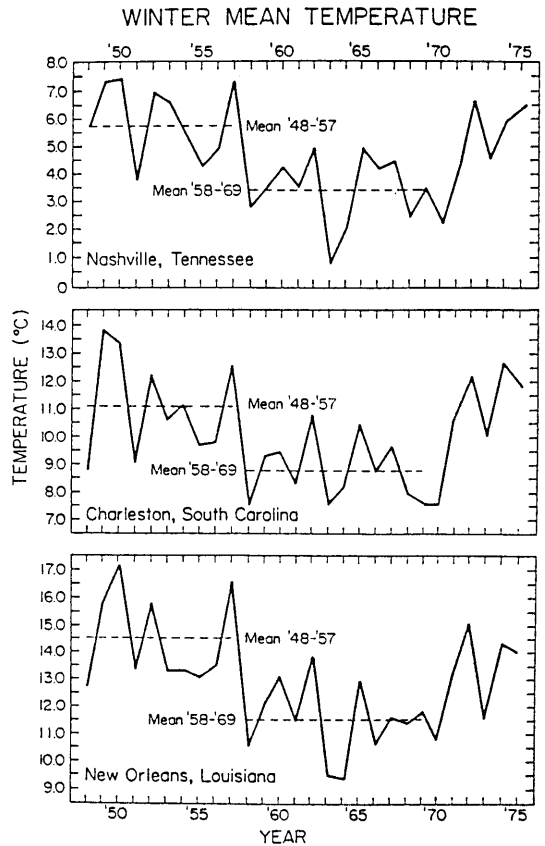 WINTER MEAN TEMPERATURE
'50 '55 '60 '65 '70 '75
8.0
7.0
6.0
Mean '48-'57
5.0
4.0
Mean '58-'69
3.0
2.0
1.0
Nashville, Tennessee
0
TEMPERATURE (°C)
14.0
13.0
12.0
11.0
Mean '48-'57
10.0
9.0
Mean '58-'69
8.0
7.0
Charleston, South Carolina
17.0
16.0
15.0
Mean '48-'57
14.0
13.0
12.0
Mean '58-'69
11.0
10.0
New Orleans, Louisiana
9.0
'50 '55 '60 '65 '70 '75
YEAR